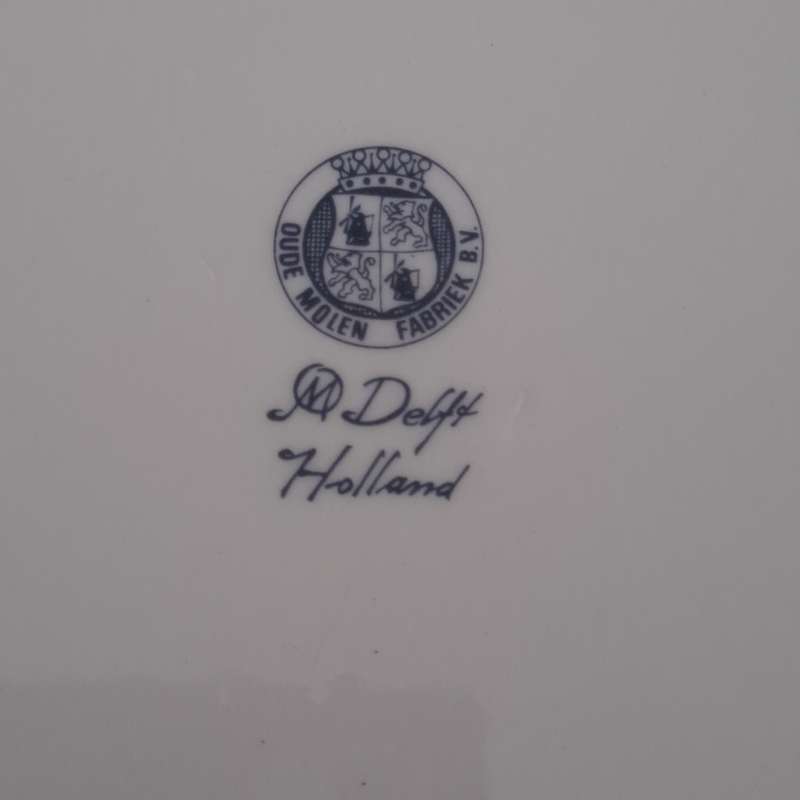 OUDE MOLEN FABRIEK B.V.
OM Delft
Holland